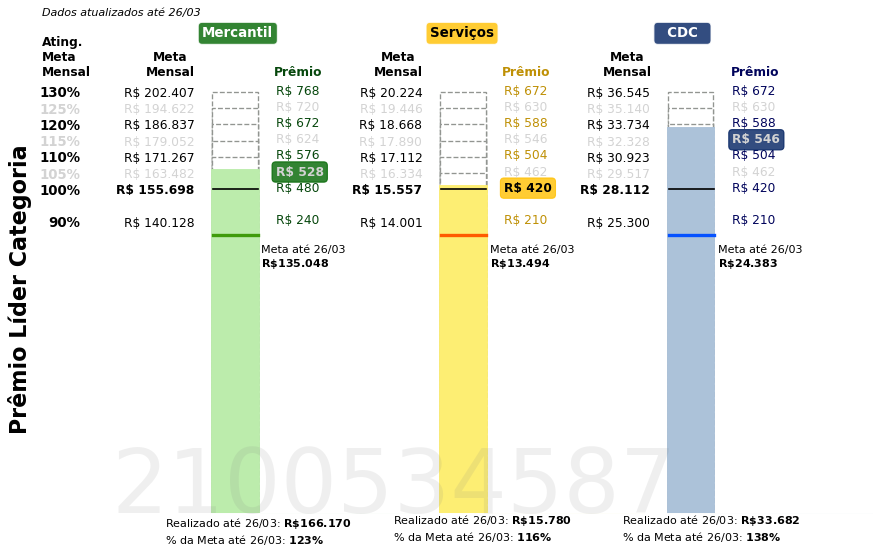 Dados atualizados até 26/03
Mercantil Serviços CDC
Ating.
Meta Meta Meta Meta
Mensal Mensal Prêmio Mensal Prêmio Mensal Prêmio
130% R$ 202.407 R$ 768 R$ 20.224 R$ 672 R$ 36.545 R$ 672
125% R$ 194.622 R$ 720 R$ 19.446 R$ 630 R$ 35.140 R$ 630
120% R$ 186.837 R$ 672 R$ 18.668 R$ 588 R$ 33.734 R$ 588
115% R$ 179.052 R$ 624 R$ 17.890 R$ 546 R$ 32.328 R$ 546
110% R$ 171.267 R$ 576 R$ 17.112 R$ 504 R$ 30.923 R$ 504
105% R$ 163.482 R$ 528 R$ 16.334 R$ 462 R$ 29.517 R$ 462
100% R$ 155.698 R$ 480 R$ 15.557 R$ 420 R$ 28.112 R$ 420
90% R$ 140.128 R$ 240 R$ 14.001 R$ 210 R$ 25.300 R$ 210
Meta até 26/03 Meta até 26/03 Meta até 26/03
R$135.048 R$13.494 R$24.383
Prêmio Líder Categoria
2100534587
Realizado até 26/03: R$166.170 Realizado até 26/03: R$15.780 Realizado até 26/03: R$33.682
% da Meta até 26/03: 123% % da Meta até 26/03: 116% % da Meta até 26/03: 138%